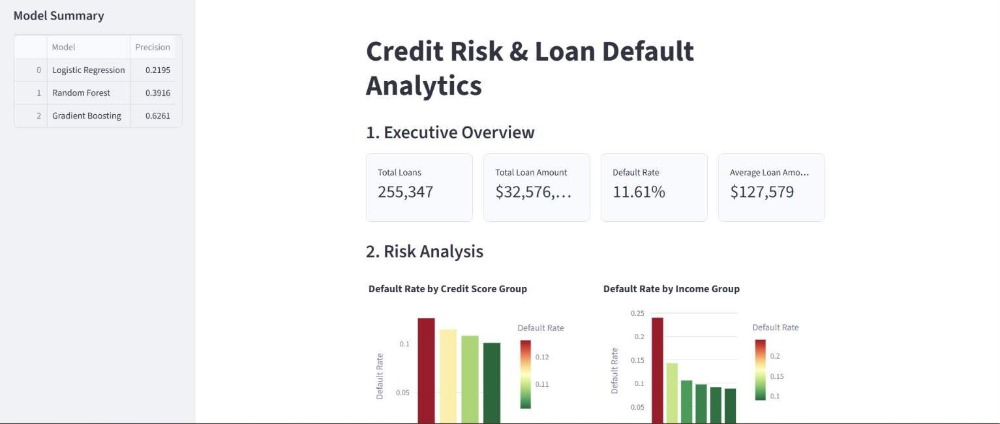 Model Summary
Model Precision
0 Logistic Regression 0.2195
1 Random Forest 0.3916
2 Gradient Boosting 0.6261
Credit Risk & Loan Default
Analytics
1. Executive Overview
Total Loans
255,347
Total Loan Amount
$32,576,…
Default Rate
11.61%
Average Loan Amo…
$127,579
2. Risk Analysis
Default Rate by Credit Score Group
Default Rate
0.1
0.05
Default Rate
0.12
0.11
Default Rate by Income Group
Default Rate
0.25
0.2
0.15
0.1
0.05
Default Rate
0.2
0.15
0.1